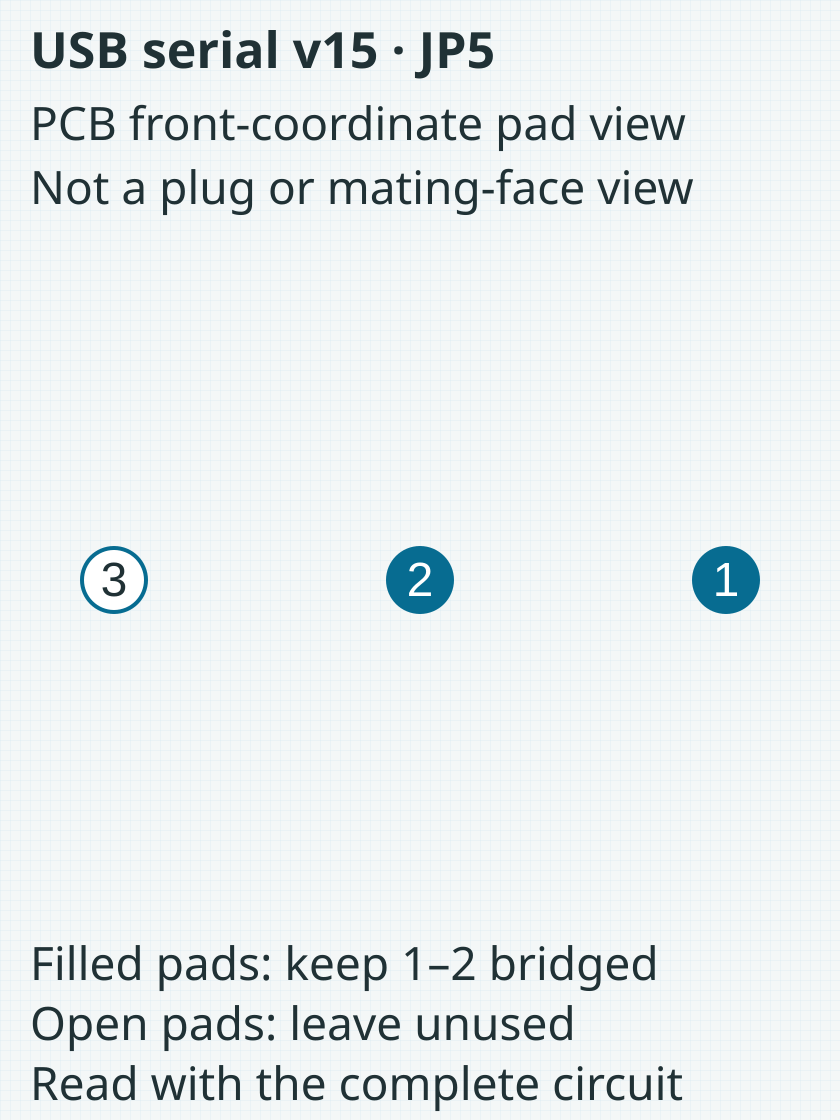 USB serial v15 · JP5
PCB front-coordinate pad view
Not a plug or mating-face view
3 2 1
Filled pads: keep 1–2 bridged
Open pads: leave unused
Read with the complete circuit